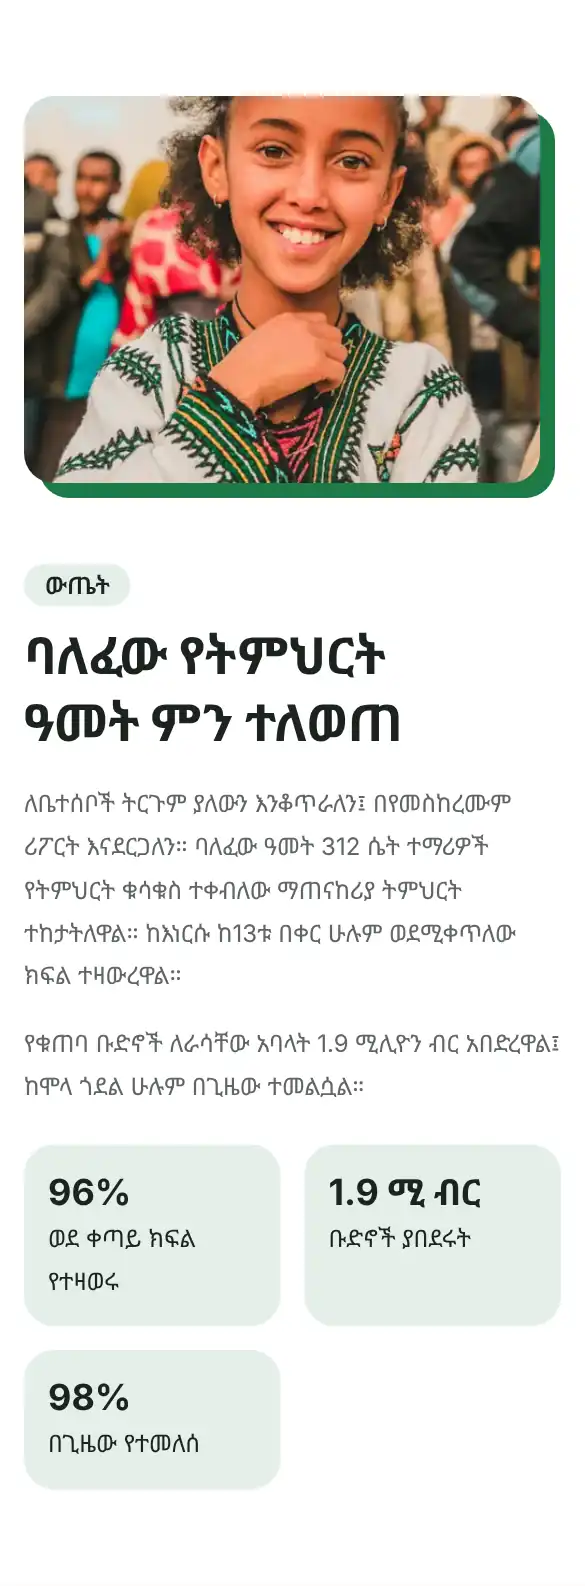 ውጤት
ባለፈው የትምህርት
ዓመት ምን ተለወጠ
ለቤተሰቦች ትርጉም ያለውን እንቆጥራለን፤ በየመስከረሙም
ሪፖርት እናደርጋለን። ባለፈው ዓመት 312 ሴት ተማሪዎች
የትምህርት ቁሳቁስ ተቀብለው ማጠናከሪያ ትምህርት
ተከታትለዋል። ከእነርሱ ከ13ቱ በቀር ሁሉም ወደሚቀጥለው
ክፍል ተዛውረዋል።
የቁጠባ ቡድኖች ለራሳቸው አባላት 1.9 ሚሊዮን ብር አበድረዋል፤
ከሞላ ጎደል ሁሉም በጊዜው ተመልሷል።
96%
ወደ ቀጣይ ክፍል
የተዛወሩ
1.9 ሚ ብር
ቡድኖች ያበደሩት
98%
በጊዜው የተመለሰ